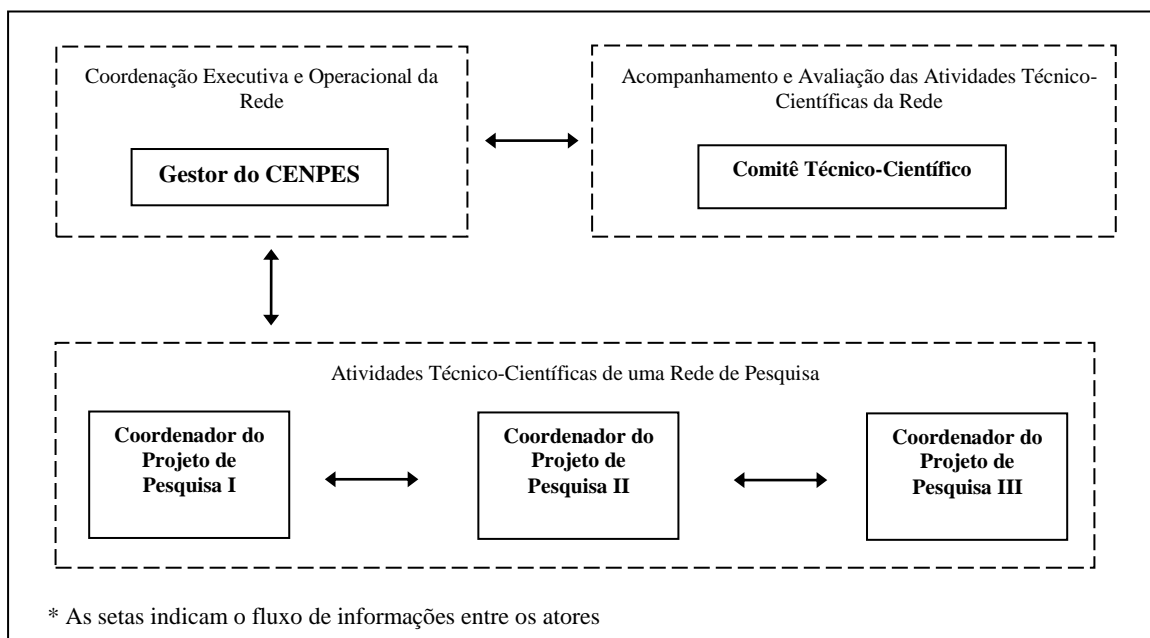 Coordenação Executiva e Operacional da
Rede
Gestor do CENPES
Acompanhamento e Avaliação das Atividades Técnico-
Científicas da Rede
Comitê Técnico-Científico
Atividades Técnico-Científicas de uma Rede de Pesquisa
Coordenador do
Projeto de
Pesquisa I
Coordenador do
Projeto de
Pesquisa II
Coordenador do
Projeto de
Pesquisa III
* As setas indicam o fluxo de informações entre os atores